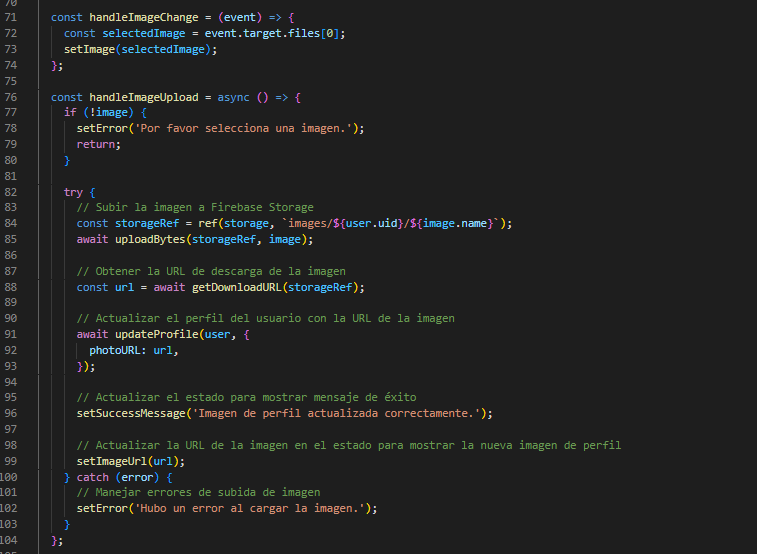 70
71 const handleImageChange = (event) => {
72 const selectedImage = event.target.files[0];
73 setImage(selectedImage);
74 };
75
76 const handleImageUpload = async () => {
77 if (!image) {
78 setError('Por favor selecciona una imagen.');
79 return;
80 }
81
82 try {
83 // Subir la imagen a Firebase Storage
84 const storageRef = ref(storage, `images/${user.uid}/${image.name}`);
85 await uploadBytes(storageRef, image);
86
87 // Obtener la URL de descarga de la imagen
88 const url = await getDownloadURL(storageRef);
89
90 // Actualizar el perfil del usuario con la URL de la imagen
91 await updateProfile(user, {
92 photoURL: url,
93 });
94
95 // Actualizar el estado para mostrar mensaje de éxito
96 setSuccessMessage('Imagen de perfil actualizada correctamente.');
97
98 // Actualizar la URL de la imagen en el estado para mostrar la nueva imagen de perfil
99 setImageUrl(url);
100 } catch (error) {
101 // Manejar errores de subida de imagen
102 setError('Hubo un error al cargar la imagen.');
103 }
104 };